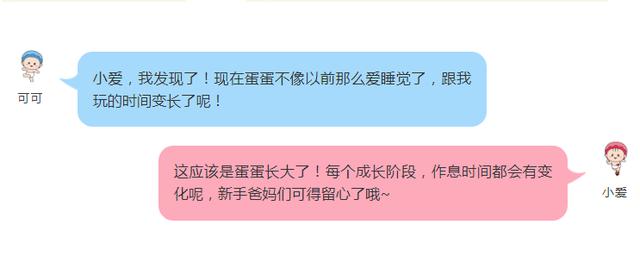 小爱，我发现了！现在蛋蛋不像以前那么爱睡觉了，跟我
玩的时间变长了呢！
可可
这应该是蛋蛋长大了！每个成长阶段，作息时间都会有变
化呢，新手爸妈们可得留心了哦~
小爱